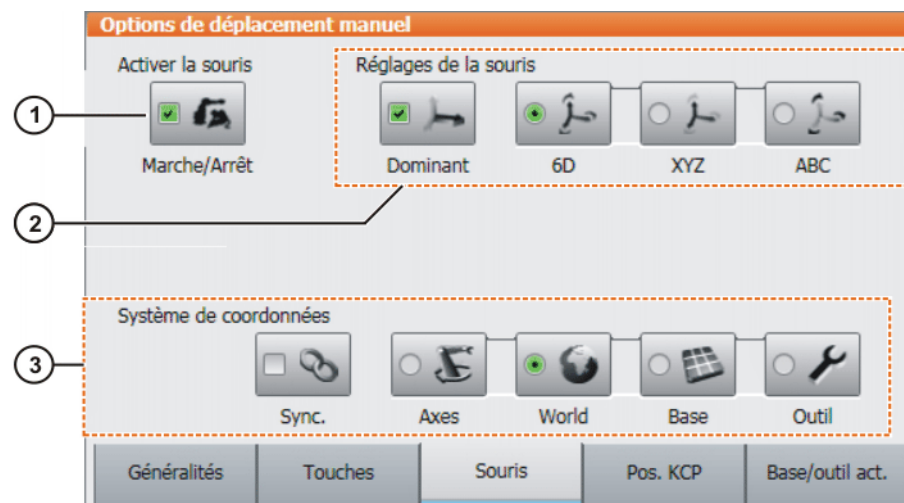 Options de déplacement manuel
Activer la souris
Réglages de la souris
1
Marche/Arrêt
Dominant
6D
XYZ
ABC
2
Système de coordonnées
3
Sync.
Axes
World
Base
Outil
Généralités
Touches
Souris
Pos. KCP
Base/outil act.